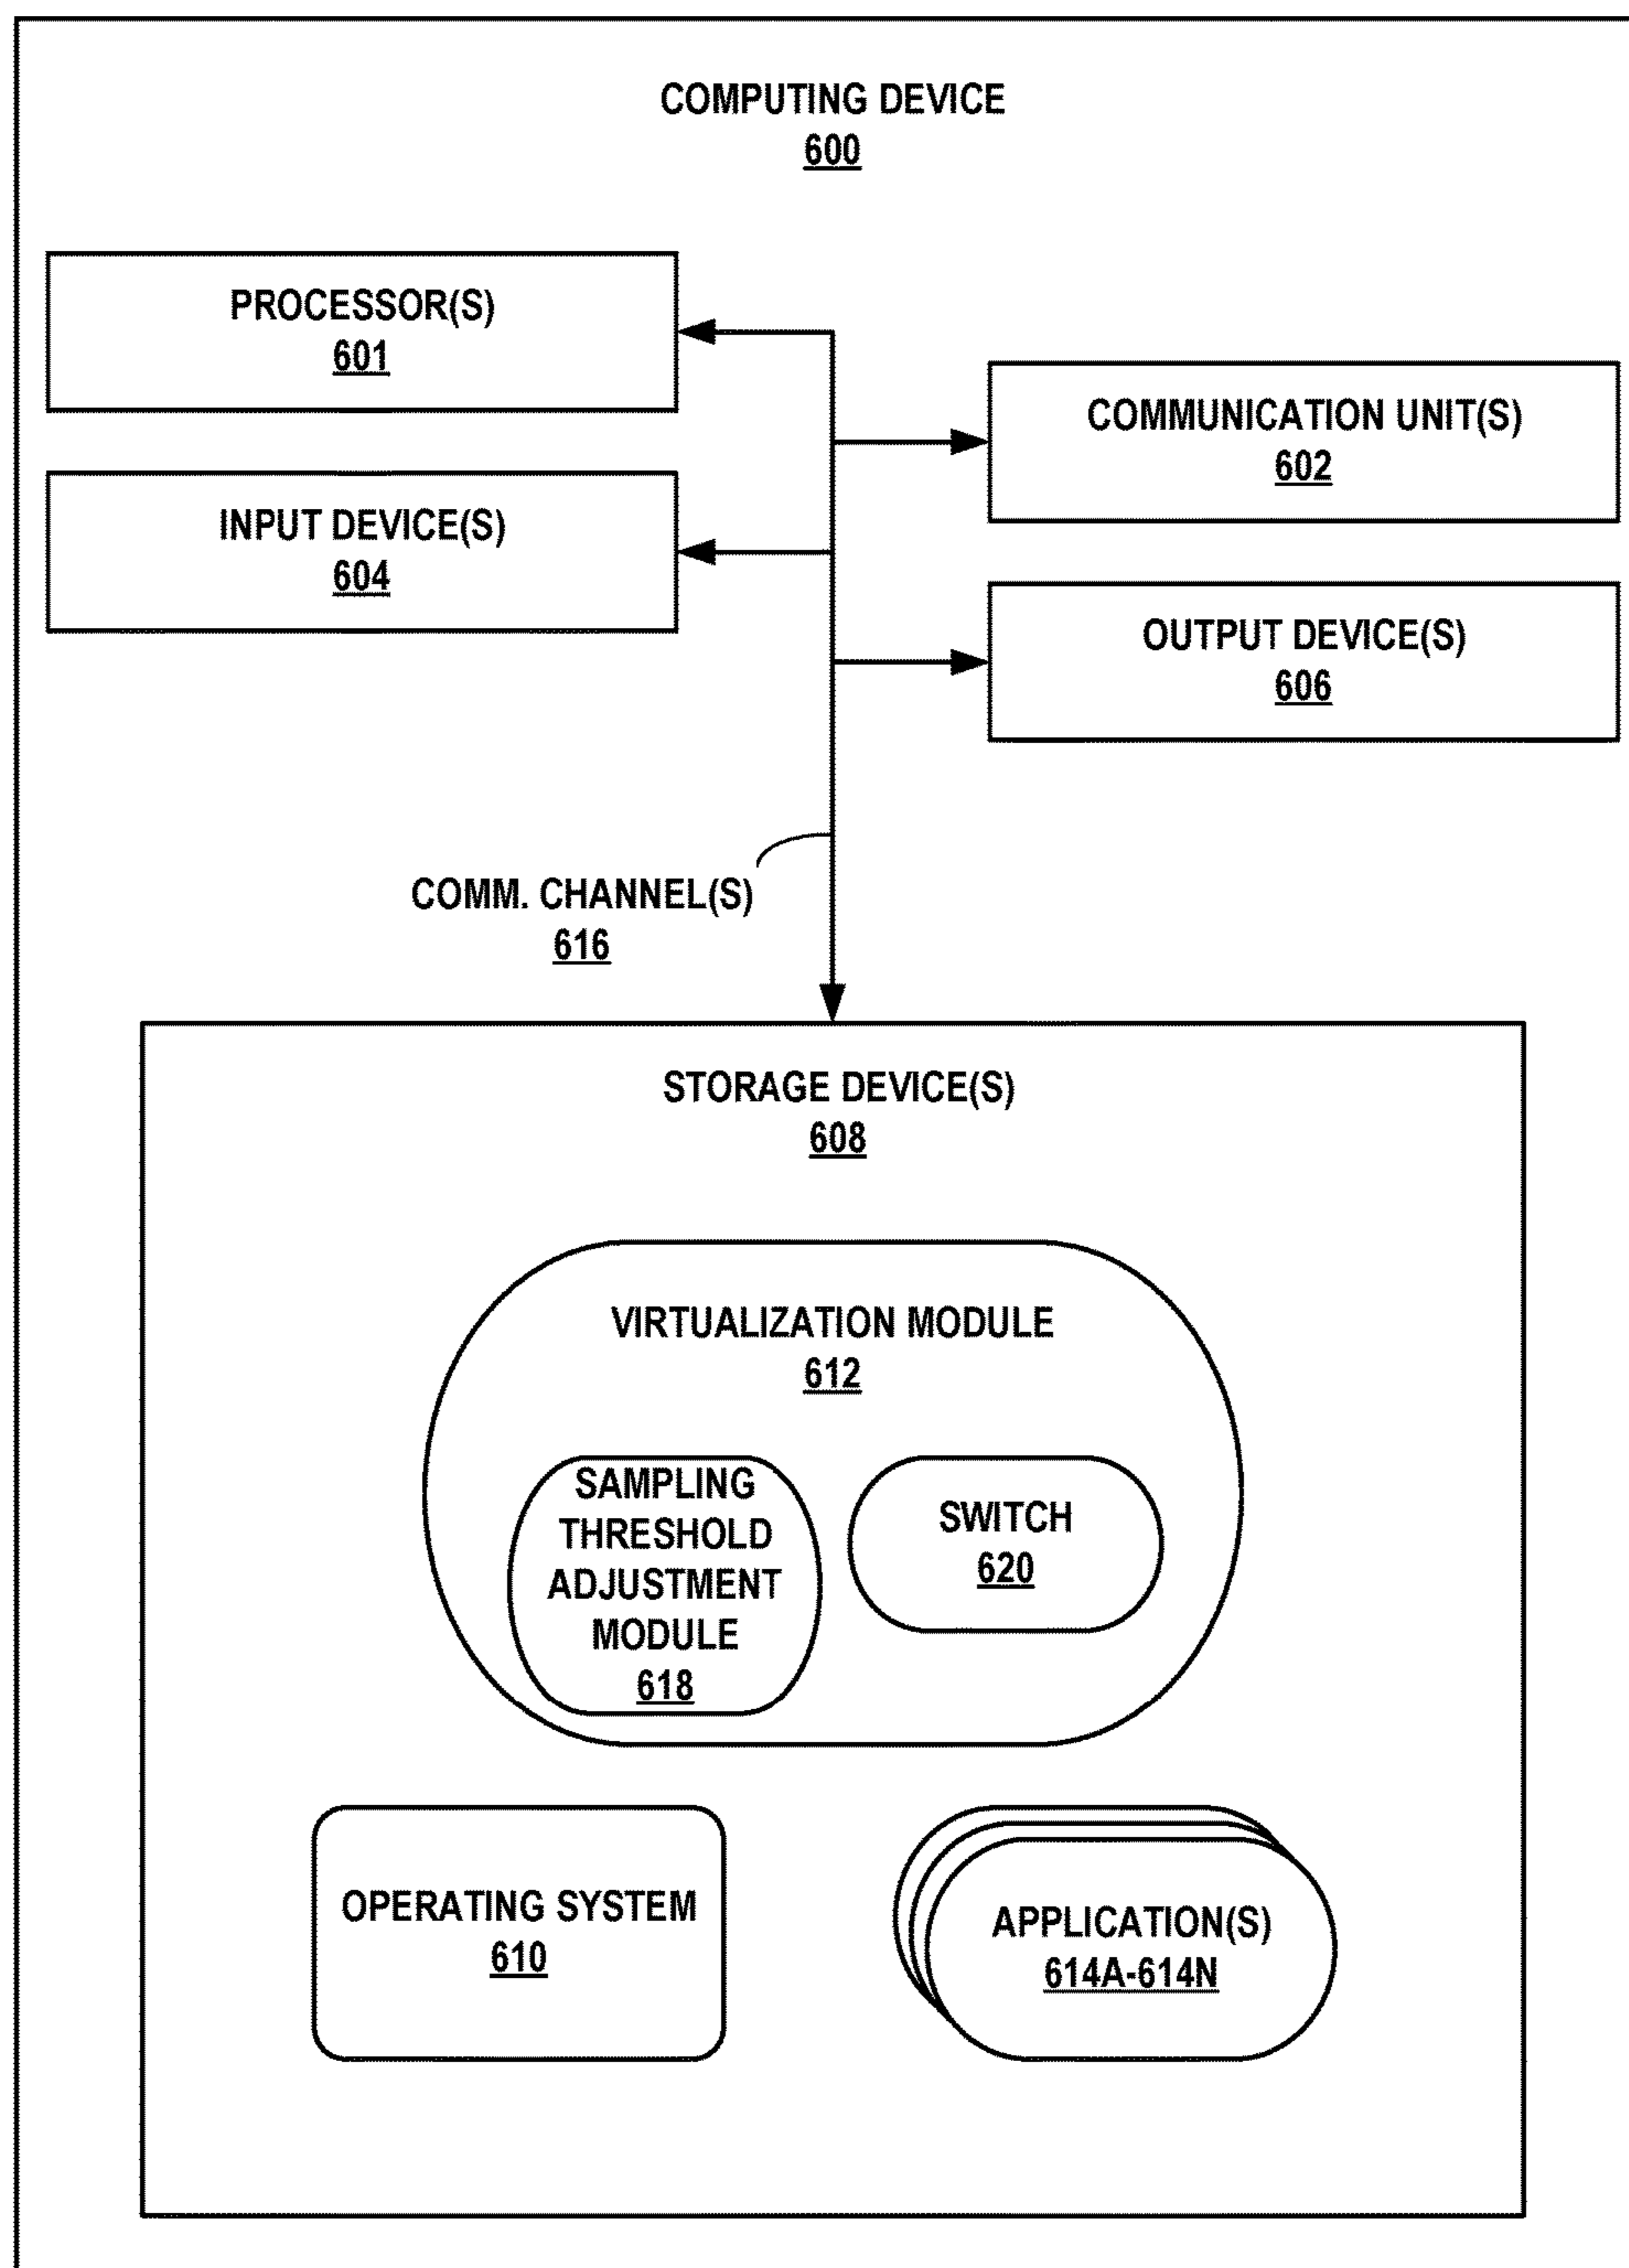 COMPUTING DEVICE
600
PROCESSOR(S)
601
COMMUNICATION UNIT(S)
602
INPUT DEVICE(S)
604
OUTPUT DEVICE(S)
606
COMM. CHANNEL(S)
616
STORAGE DEVICE(S)
608
VIRTUALIZATION MODULE
612
SAMPLING
THRESHOLD
ADJUSTMENT
MODULE
618
SWITCH
620
OPERATING SYSTEM
610
APPLICATION(S)
614A-614N